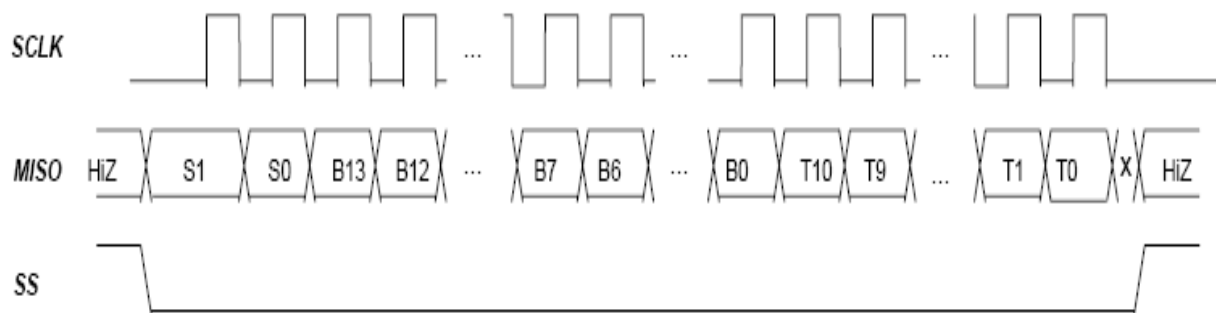 SCLK ... ... ...
MISO HiZ S1 S0 B13 B12 ... B7 B6 ... B0 T10 T9 ... T1 T0 X HiZ
SS